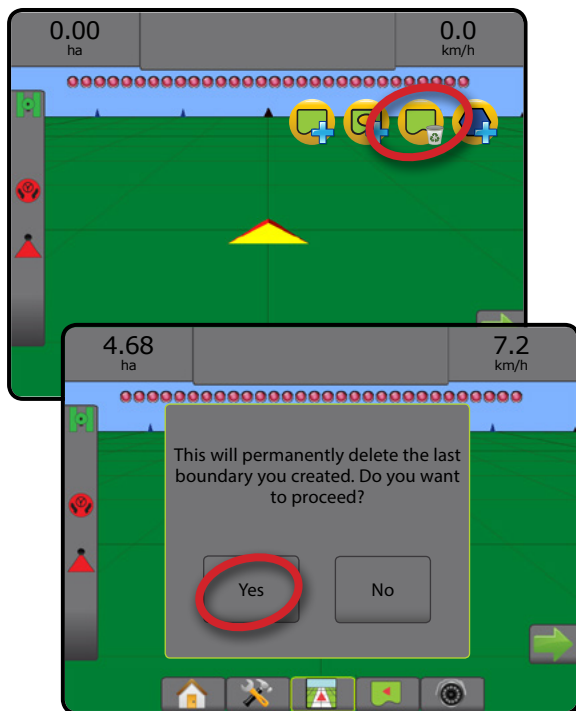 0.00
ha
0.0
km/h
4.68
ha
7.2
km/h
This will permanently delete the last
boundary you created. Do you want
to proceed?
Yes
No